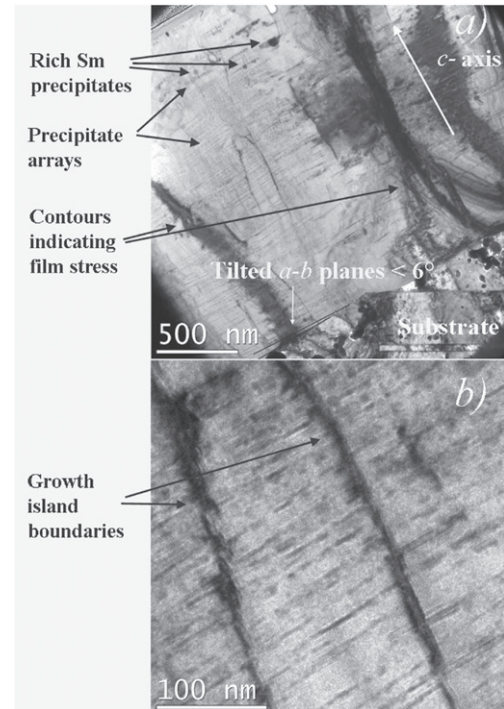 a)
c- axis
Rich Sm
precipitates
Precipitate
arrays
Contours
indicating
film stress
Tilted a-b planes < 6°
Substrate
500 nm
b)
Growth
island
boundaries
100 nm